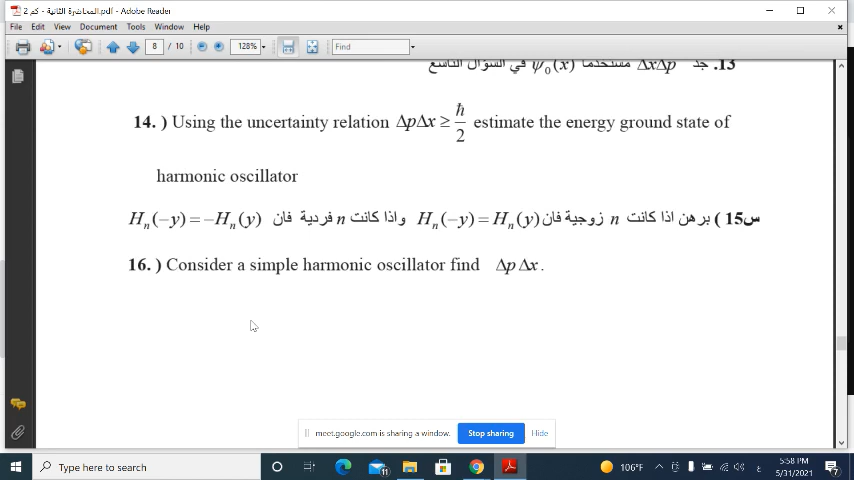 المحاضرة الثانية - كم 2.pdf - Adobe Reader
File Edit View Document Tools Window Help
8 / 10 128% Find
13. جد ΔxΔp مستخدما ψ₀(x) في السؤال التاسع
14. ) Using the uncertainty relation ΔpΔx ≥ ħ/2 estimate the energy ground state of
harmonic oscillator
س15 ) برهن اذا كانت n زوجية فان Hₙ(−y) = Hₙ(y) واذا كانت n فردية فان Hₙ(−y) = −Hₙ(y)
16. ) Consider a simple harmonic oscillator find Δp Δx .
meet.google.com is sharing a window. Stop sharing Hide
Type here to search
11
106°F
ع
5:58 PM
5/31/2021
7